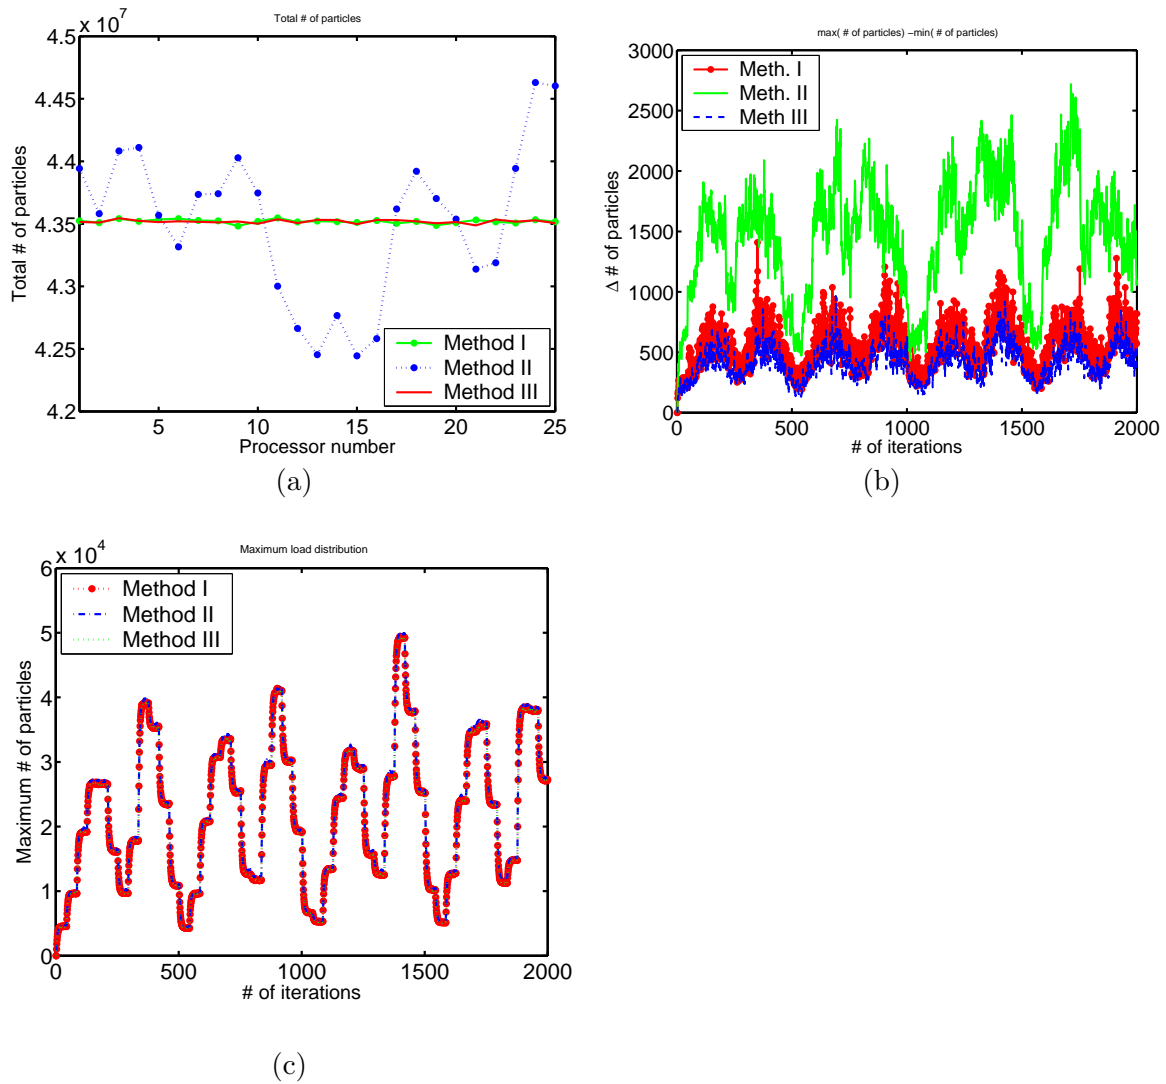 Total # of particles
x 10^7
4.5
4.45
4.4
4.35
4.3
4.25
4.2
Total # of particles
Method I
Method II
Method III
5 10 15 20 25
Processor number
(a)
max( # of particles) −min( # of particles)
3000
2500
2000
1500
1000
500
0
Δ # of particles
Meth. I
Meth. II
Meth III
0 500 1000 1500 2000
# of iterations
(b)
Maximum load distribution
x 10^4
6
5
4
3
2
1
0
Maximum # of particles
Method I
Method II
Method III
0 500 1000 1500 2000
# of iterations
(c)